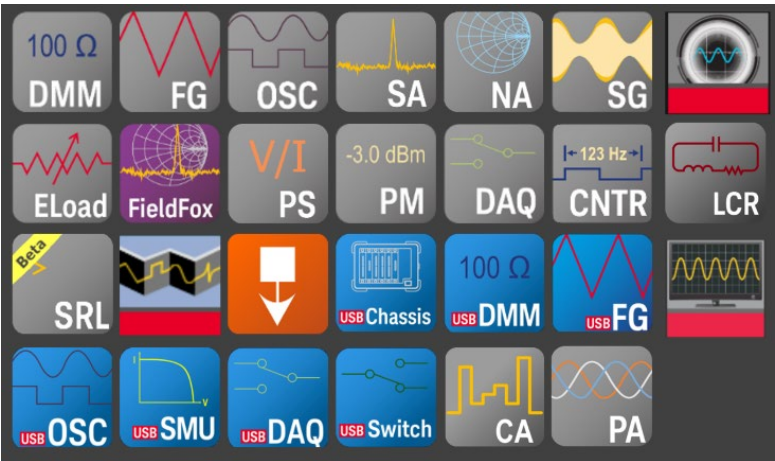 100 Ω
DMM
FG
OSC
SA
NA
SG
ELoad
FieldFox
V/I
PS
-3.0 dBm
PM
DAQ
123 Hz
CNTR
LCR
Beta
>
SRL
USB Chassis
100 Ω
USB DMM
USB FG
USB OSC
I
V
USB SMU
USB DAQ
USB Switch
CA
PA